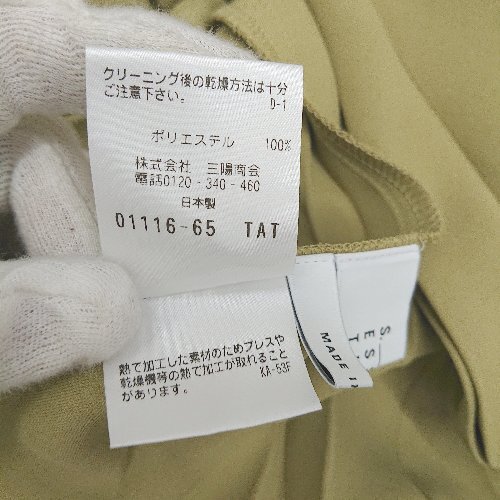 クリーニング後の乾燥方法は十分
ご注意下さい。 D-1
ポリエステル 100%
株式会社 三陽商会
電話0120-340-460
日本製
01116-65 TAT
熱で加工した素材のためプレスや
乾燥機等の熱で加工が取れること
があります。 KA-53F
MADE I
S.
ES
T